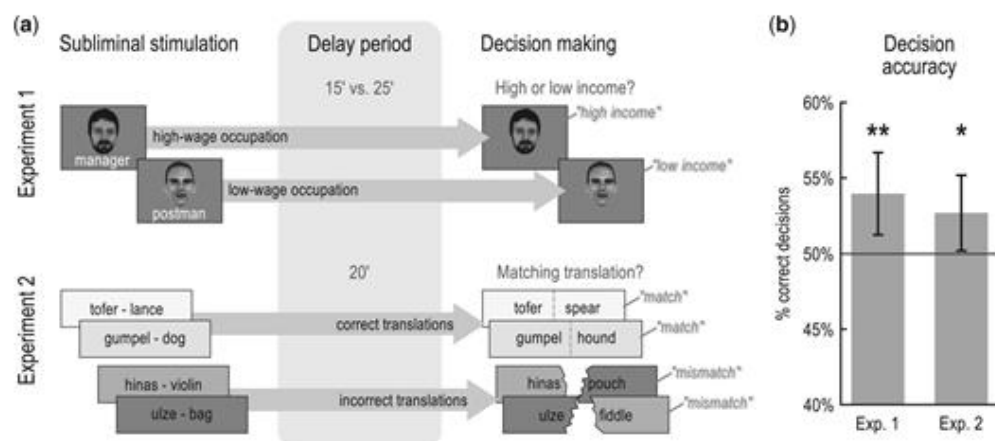 (a)
Subliminal stimulation
Delay period
Decision making
Experiment 1
15' vs. 25'
High or low income?
manager
high-wage occupation
"high income"
postman
low-wage occupation
"low income"
Experiment 2
20'
Matching translation?
tofer - lance
gumpel - dog
correct translations
tofer spear
"match"
gumpel hound
"match"
hinas - violin
ulze - bag
incorrect translations
hinas pouch
"mismatch"
ulze fiddle
"mismatch"
(b)
Decision
accuracy
% correct decisions
60%
55%
50%
45%
40%
**
*
Exp. 1 Exp. 2